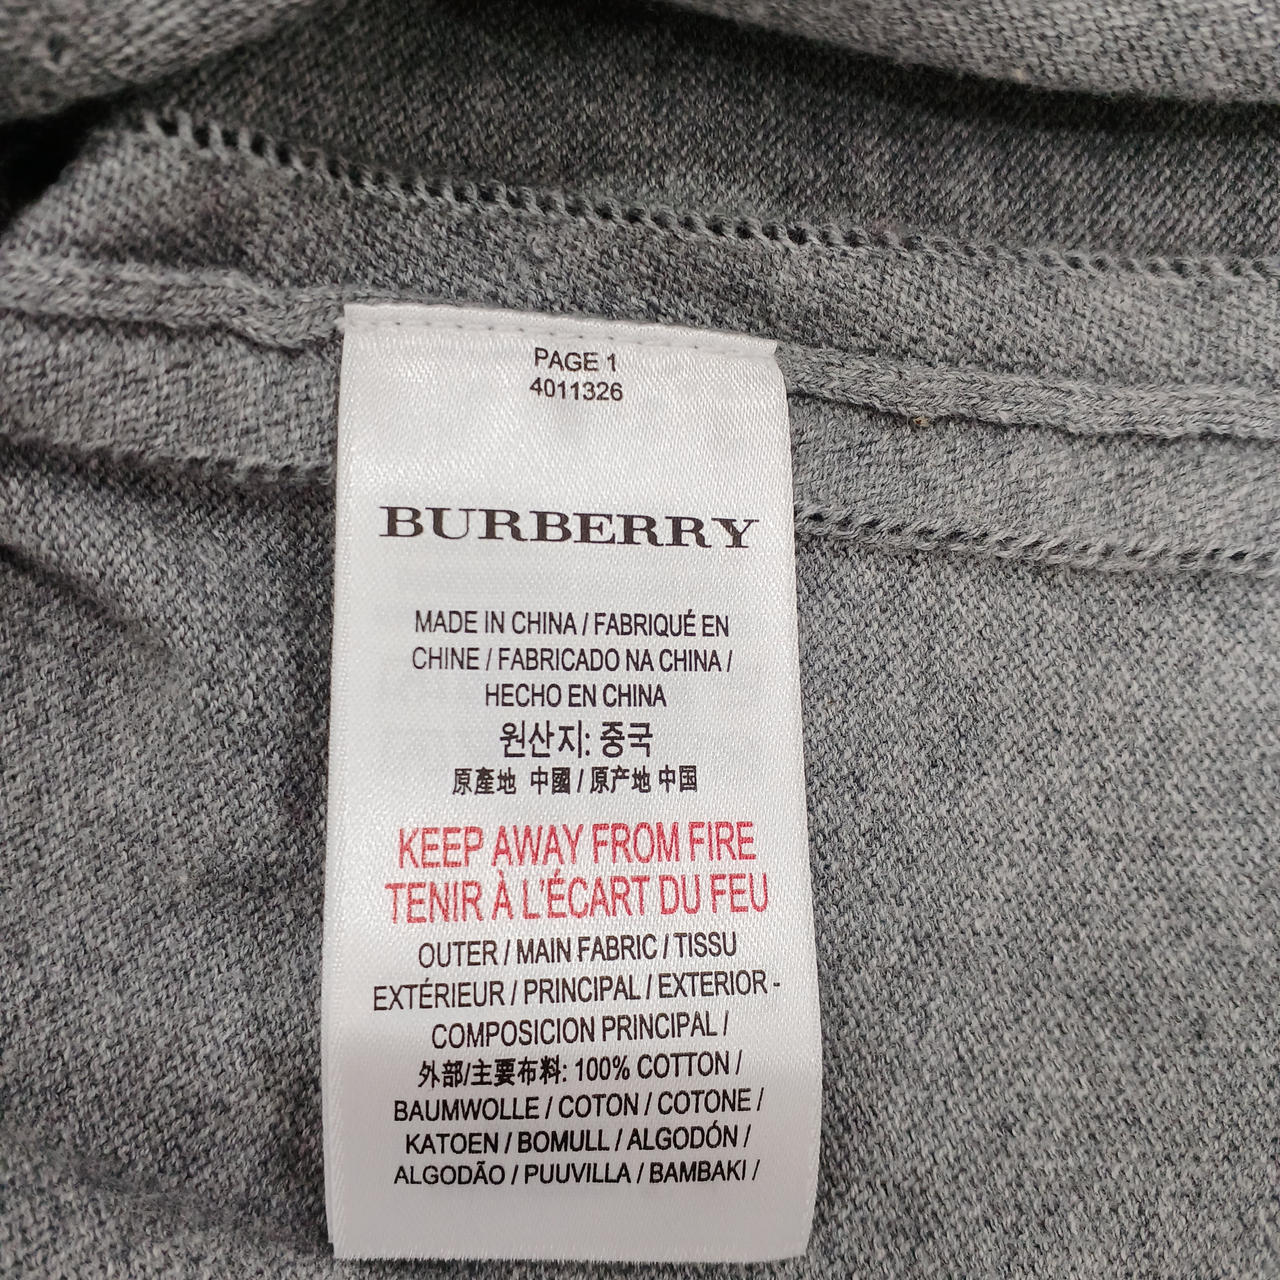 PAGE 1
4011326
BURBERRY
MADE IN CHINA / FABRIQUÉ EN
CHINE / FABRICADO NA CHINA /
HECHO EN CHINA
원산지: 중국
原產地 中國 / 原产地 中国
KEEP AWAY FROM FIRE
TENIR À L'ÉCART DU FEU
OUTER / MAIN FABRIC / TISSU
EXTÉRIEUR / PRINCIPAL / EXTERIOR -
COMPOSICION PRINCIPAL /
外部/主要布料: 100% COTTON /
BAUMWOLLE / COTON / COTONE /
KATOEN / BOMULL / ALGODÓN /
ALGODÃO / PUUVILLA / BAMBAKI /